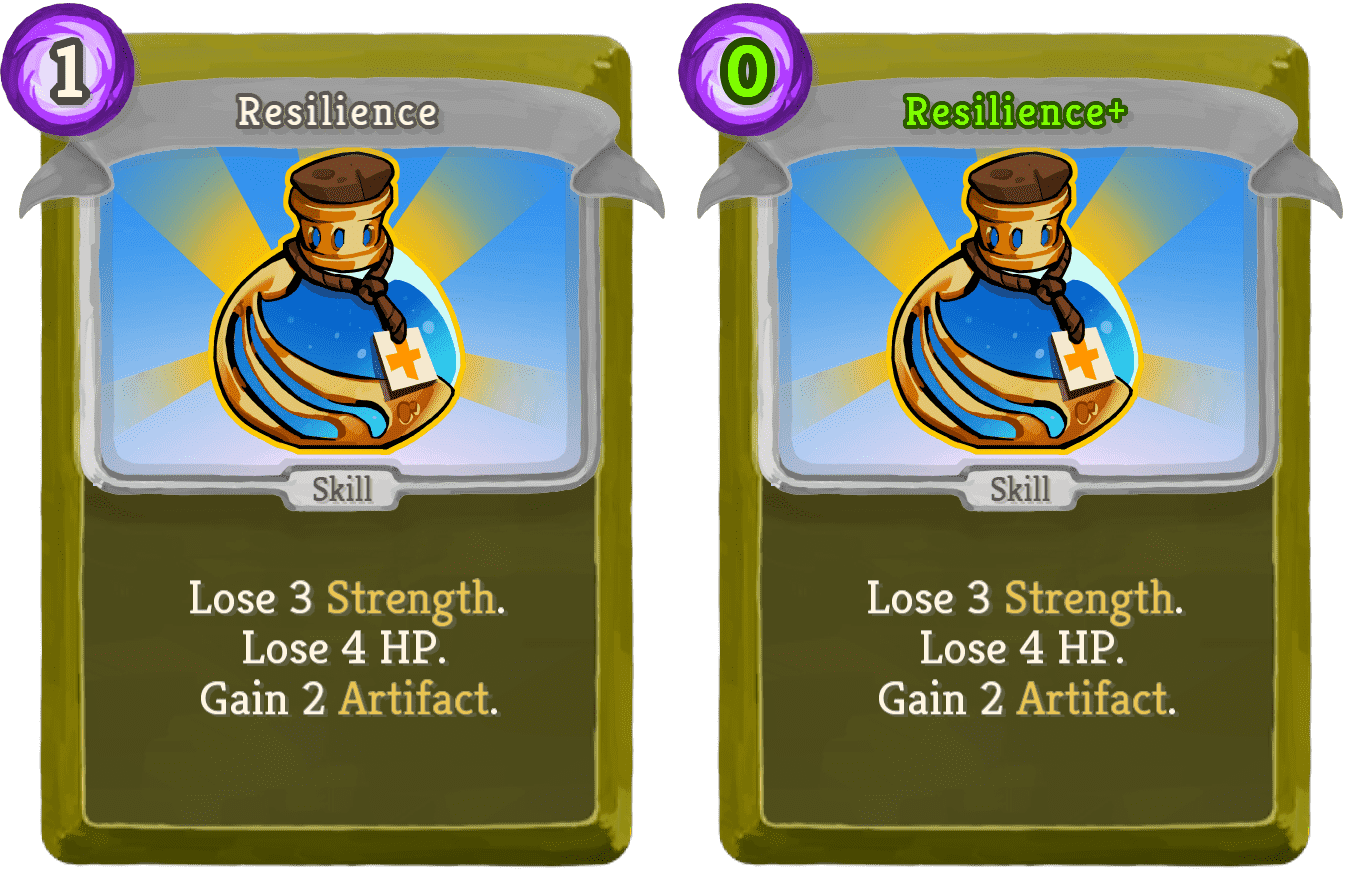 1
Resilience
Skill
Lose 3 Strength.
Lose 4 HP.
Gain 2 Artifact.
0
Resilience+
Skill
Lose 3 Strength.
Lose 4 HP.
Gain 2 Artifact.